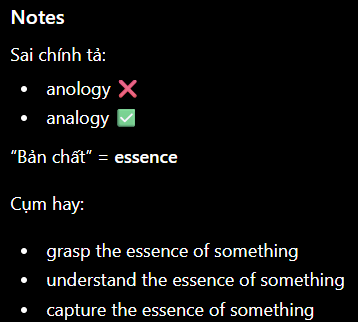 Notes
Sai chính tả:
• anology ❌
• analogy ✅
“Bản chất” = essence
Cụm hay:
• grasp the essence of something
• understand the essence of something
• capture the essence of something